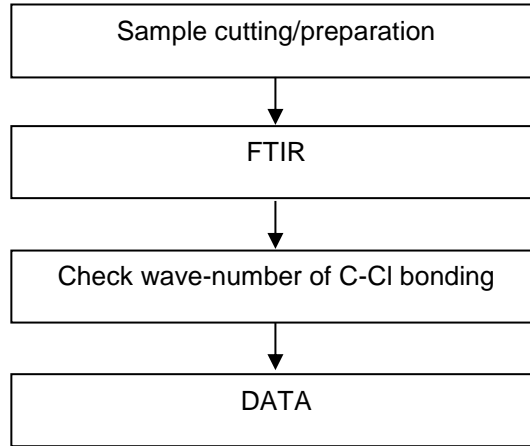 Sample cutting/preparation
FTIR
Check wave-number of C-Cl bonding
DATA